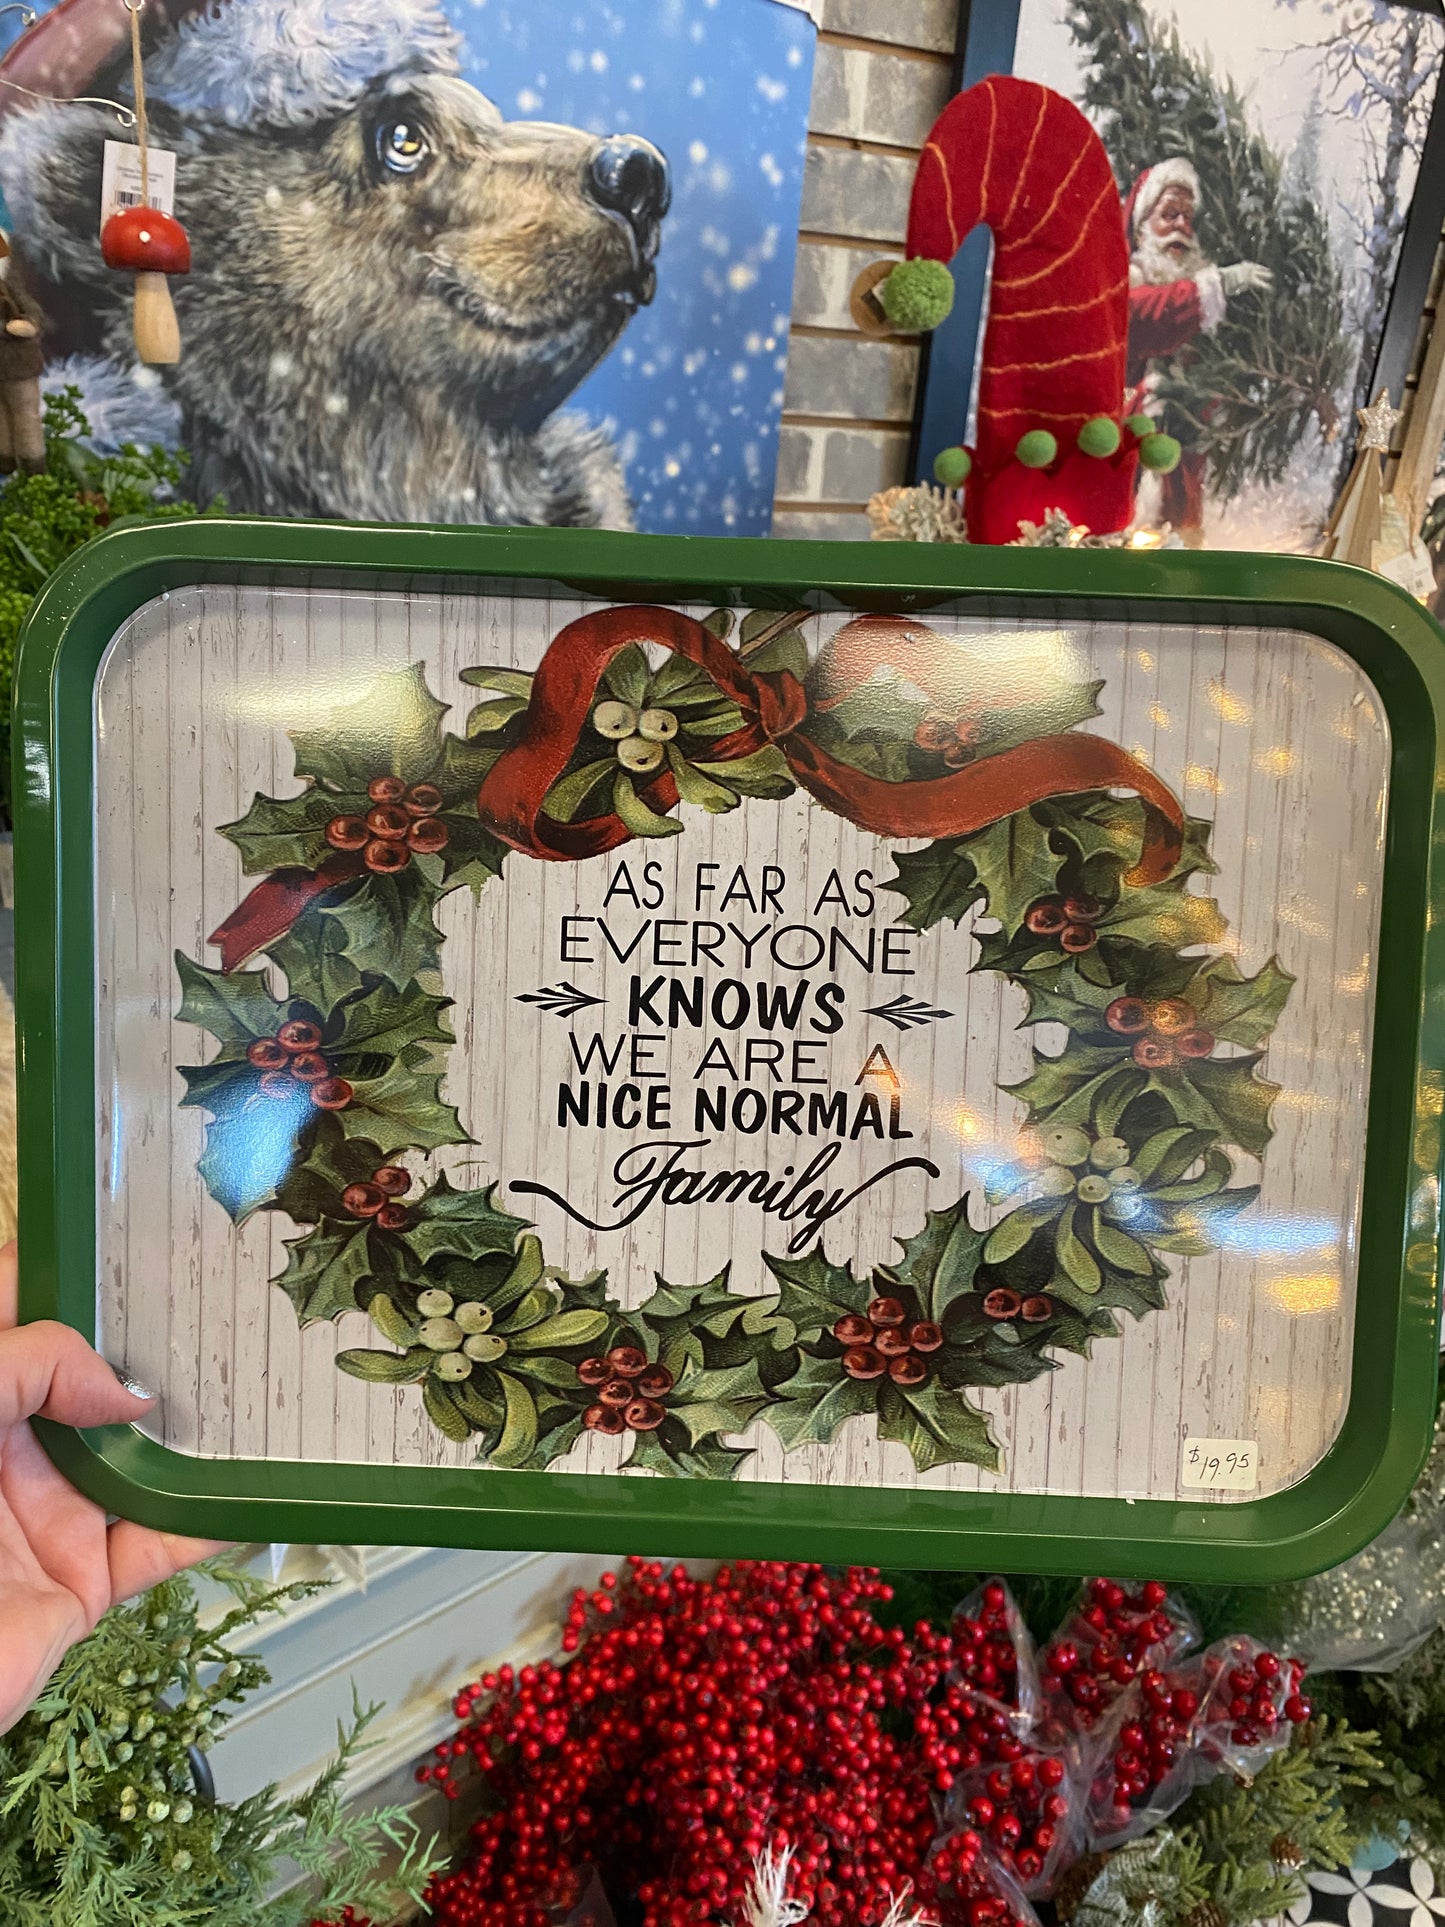 AS FAR AS
EVERYONE
KNOWS
WE ARE A
NICE NORMAL
Family
$19.95